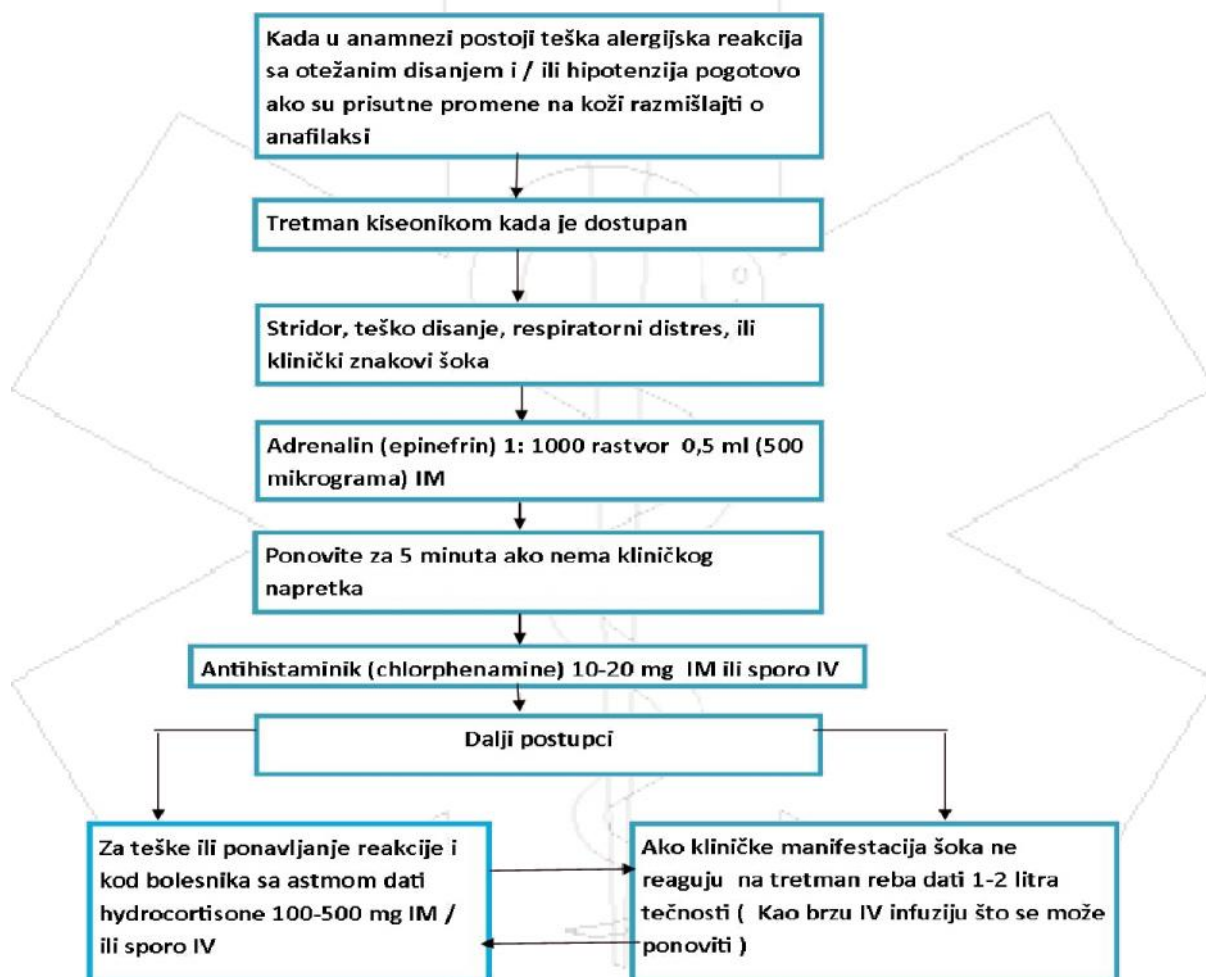 Kada u anamnezi postoji teška alergijska reakcija
sa otežanim disanjem i / ili hipotenzija pogotovo
ako su prisutne promene na koži razmišlajti o
anafilaksi
Tretman kiseonikom kada je dostupan
Stridor, teško disanje, respiratorni distres, ili
klinički znakovi šoka
Adrenalin (epinefrin) 1: 1000 rastvor 0,5 ml (500
mikrograma) IM
Ponovite za 5 minuta ako nema kliničkog
napretka
Antihistaminik (chlorphenamine) 10-20 mg IM ili sporo IV
Dalji postupci
Za teške ili ponavljanje reakcije i
kod bolesnika sa astmom dati
hydrocortisone 100-500 mg IM /
ili sporo IV
Ako kliničke manifestacija šoka ne
reaguju na tretman reba dati 1-2 litra
tečnosti ( Kao brzu IV infuziju što se može
ponoviti )